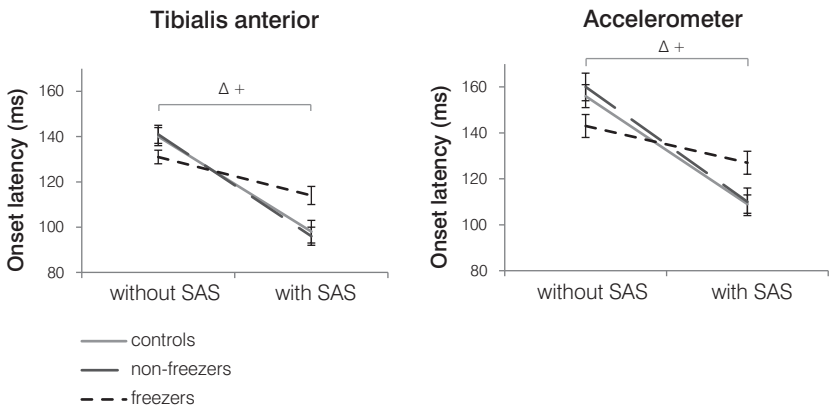 Tibialis anterior
Δ +
Onset latency (ms)
160
140
120
100
80
without SAS
with SAS
Accelerometer
Δ +
Onset latency (ms)
160
140
120
100
80
without SAS
with SAS
controls
non-freezers
freezers